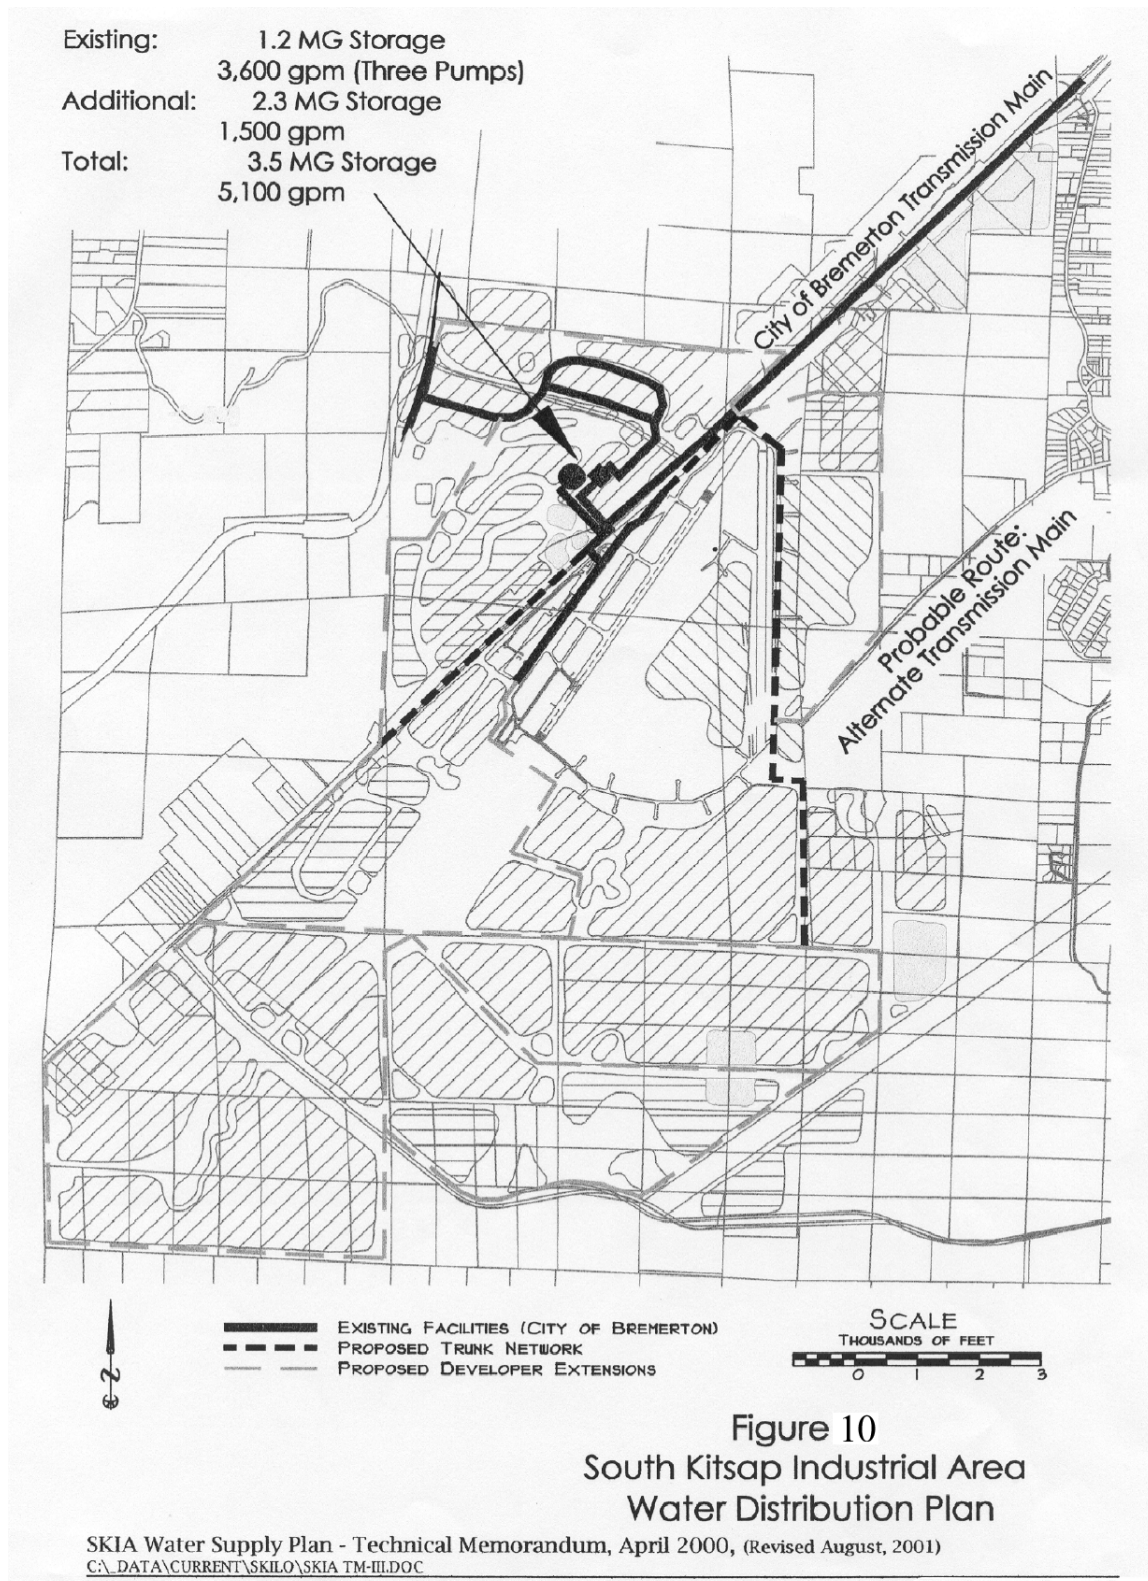 Existing: 1.2 MG Storage
3,600 gpm (Three Pumps)
Additional: 2.3 MG Storage
1,500 gpm
Total: 3.5 MG Storage
5,100 gpm
City of Bremerton Transmission Main
Probable Route:
Alternate Transmission Main
EXISTING FACILITIES (CITY OF BREMERTON)
PROPOSED TRUNK NETWORK
PROPOSED DEVELOPER EXTENSIONS
SCALE
THOUSANDS OF FEET
0 1 2 3
Figure 10
South Kitsap Industrial Area
Water Distribution Plan
SKIA Water Supply Plan - Technical Memorandum, April 2000, (Revised August, 2001)
C:\_DATA\CURRENT\SKILO\SKIA TM-III.DOC